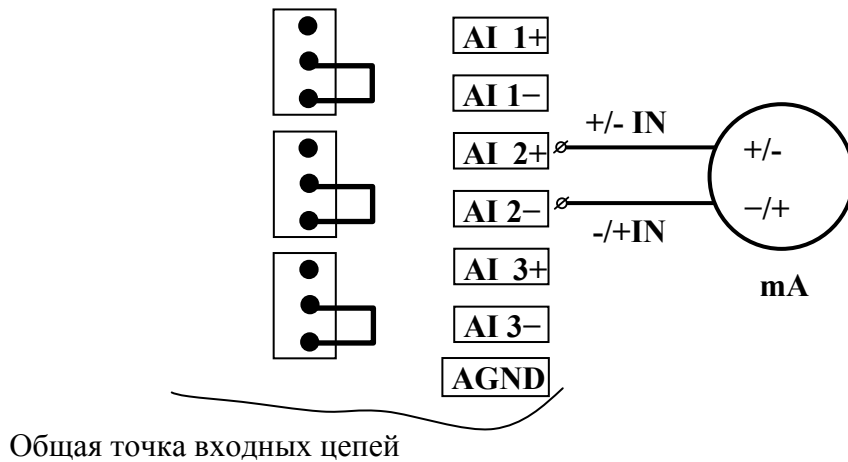 AI 1+
AI 1−
+/- IN
AI 2+
+/-
AI 2−
−/+
-/+IN
AI 3+
mA
AI 3−
AGND
Общая точка входных цепей